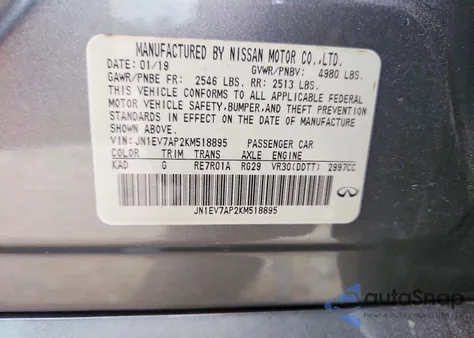 MANUFACTURED BY NISSAN MOTOR CO.,LTD.
DATE: 01/19 GVWR/PNBV: 4980 LBS.
GAWR/PNBE FR: 2546 LBS. RR: 2513 LBS.
THIS VEHICLE CONFORMS TO ALL APPLICABLE FEDERAL
MOTOR VEHICLE SAFETY,BUMPER,AND THEFT PREVENTION
STANDARDS IN EFFECT ON THE DATE OF MANUFACTURE
SHOWN ABOVE.
VIN: JN1EV7AP2KM518895 PASSENGER CAR
COLOR TRIM TRANS AXLE ENGINE
KAD G RE7R01A RG29 VR30(DDTT) 2997CC
JN1EV7AP2KM518895
autoSnap